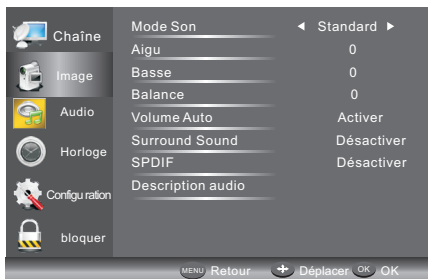 Chaîne
Image
Audio
Horloge
Configu ration
bloquer
Mode Son Standard
Aigu 0
Basse 0
Balance 0
Volume Auto Activer
Surround Sound Désactiver
SPDIF Désactiver
Description audio
MENU Retour Déplacer OK OK